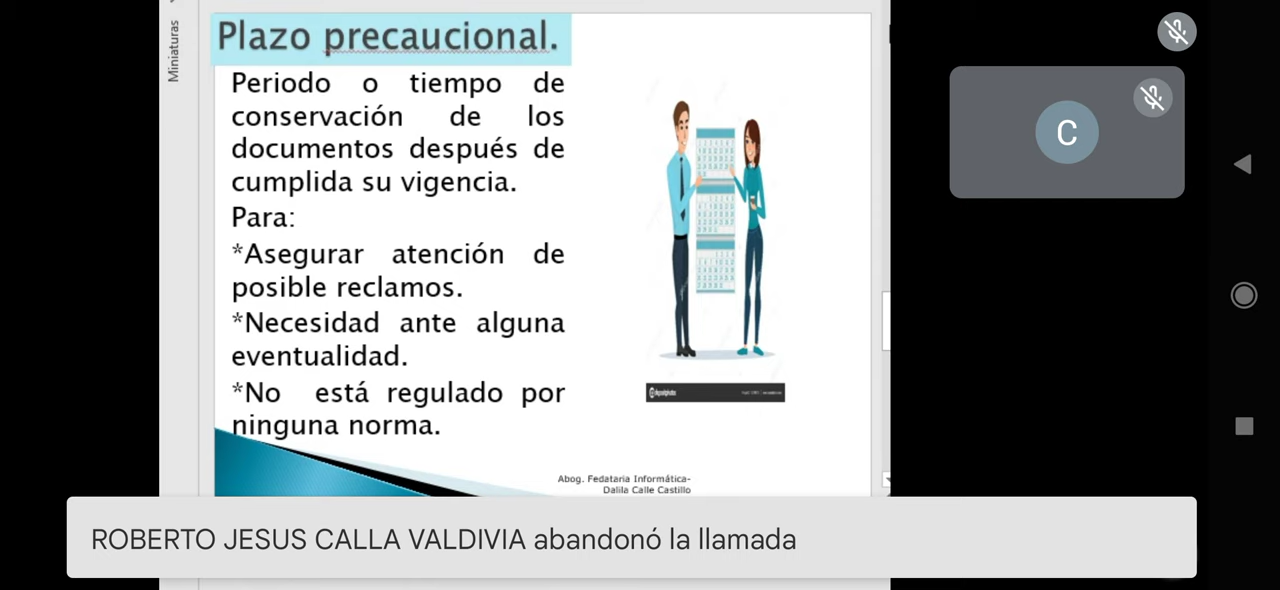 Miniaturas
Plazo precaucional.
Periodo o tiempo de
conservación de los
documentos después de
cumplida su vigencia.
Para:
*Asegurar atención de
posible reclamos.
*Necesidad ante alguna
eventualidad.
*No está regulado por
ninguna norma.
Abog. Fedataria Informática-
Dalila Calle Castillo
C
ROBERTO JESUS CALLA VALDIVIA abandonó la llamada